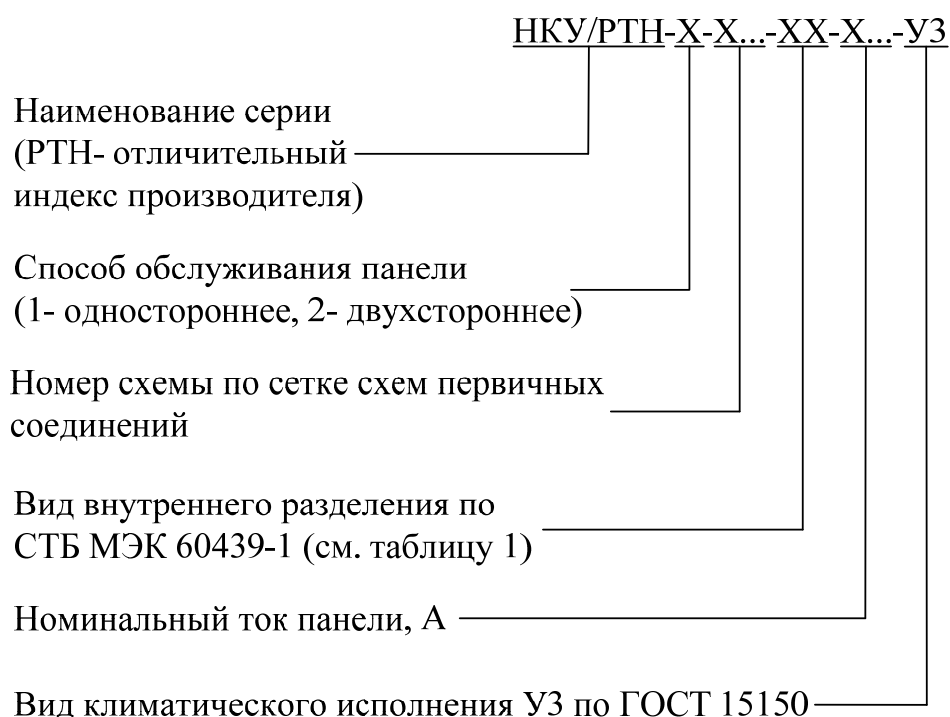 НКУ/РТН-Х-Х...-ХХ-Х...-У3
Наименование серии
(РТН- отличительный
индекс производителя)
Способ обслуживания панели
(1- одностороннее, 2- двухстороннее)
Номер схемы по сетке схем первичных
соединений
Вид внутреннего разделения по
СТБ МЭК 60439-1 (см. таблицу 1)
Номинальный ток панели, А
Вид климатического исполнения У3 по ГОСТ 15150